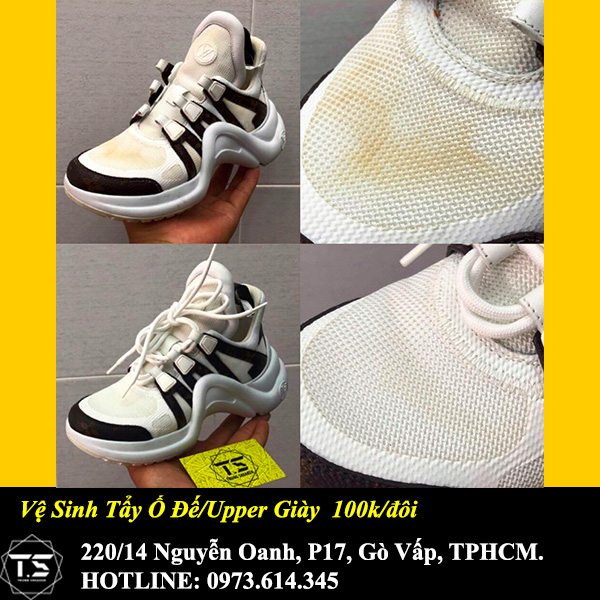 T.S
Vệ Sinh Tẩy Ố Đế/Upper Giày 100k/đôi
T.S
220/14 Nguyễn Oanh, P17, Gò Vấp, TPHCM.
HOTLINE: 0973.614.345